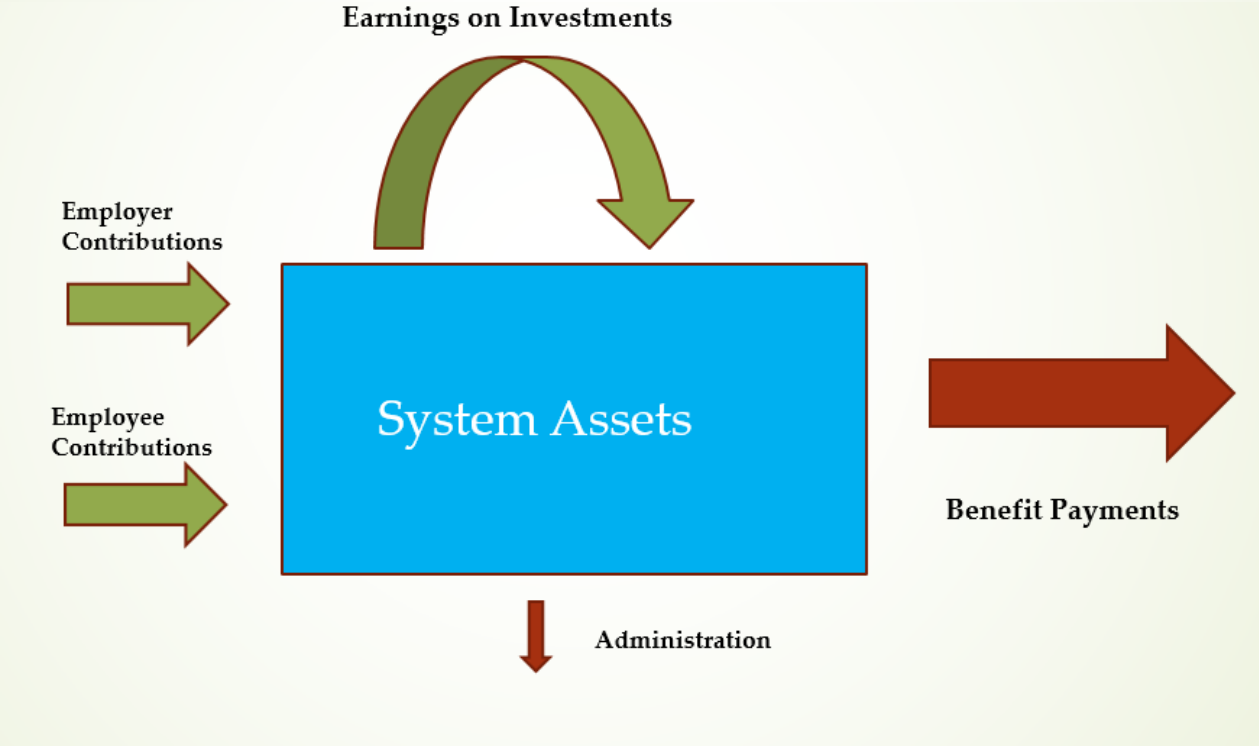 Earnings on Investments
Employer
Contributions
Employee
Contributions
System Assets
Benefit Payments
Administration